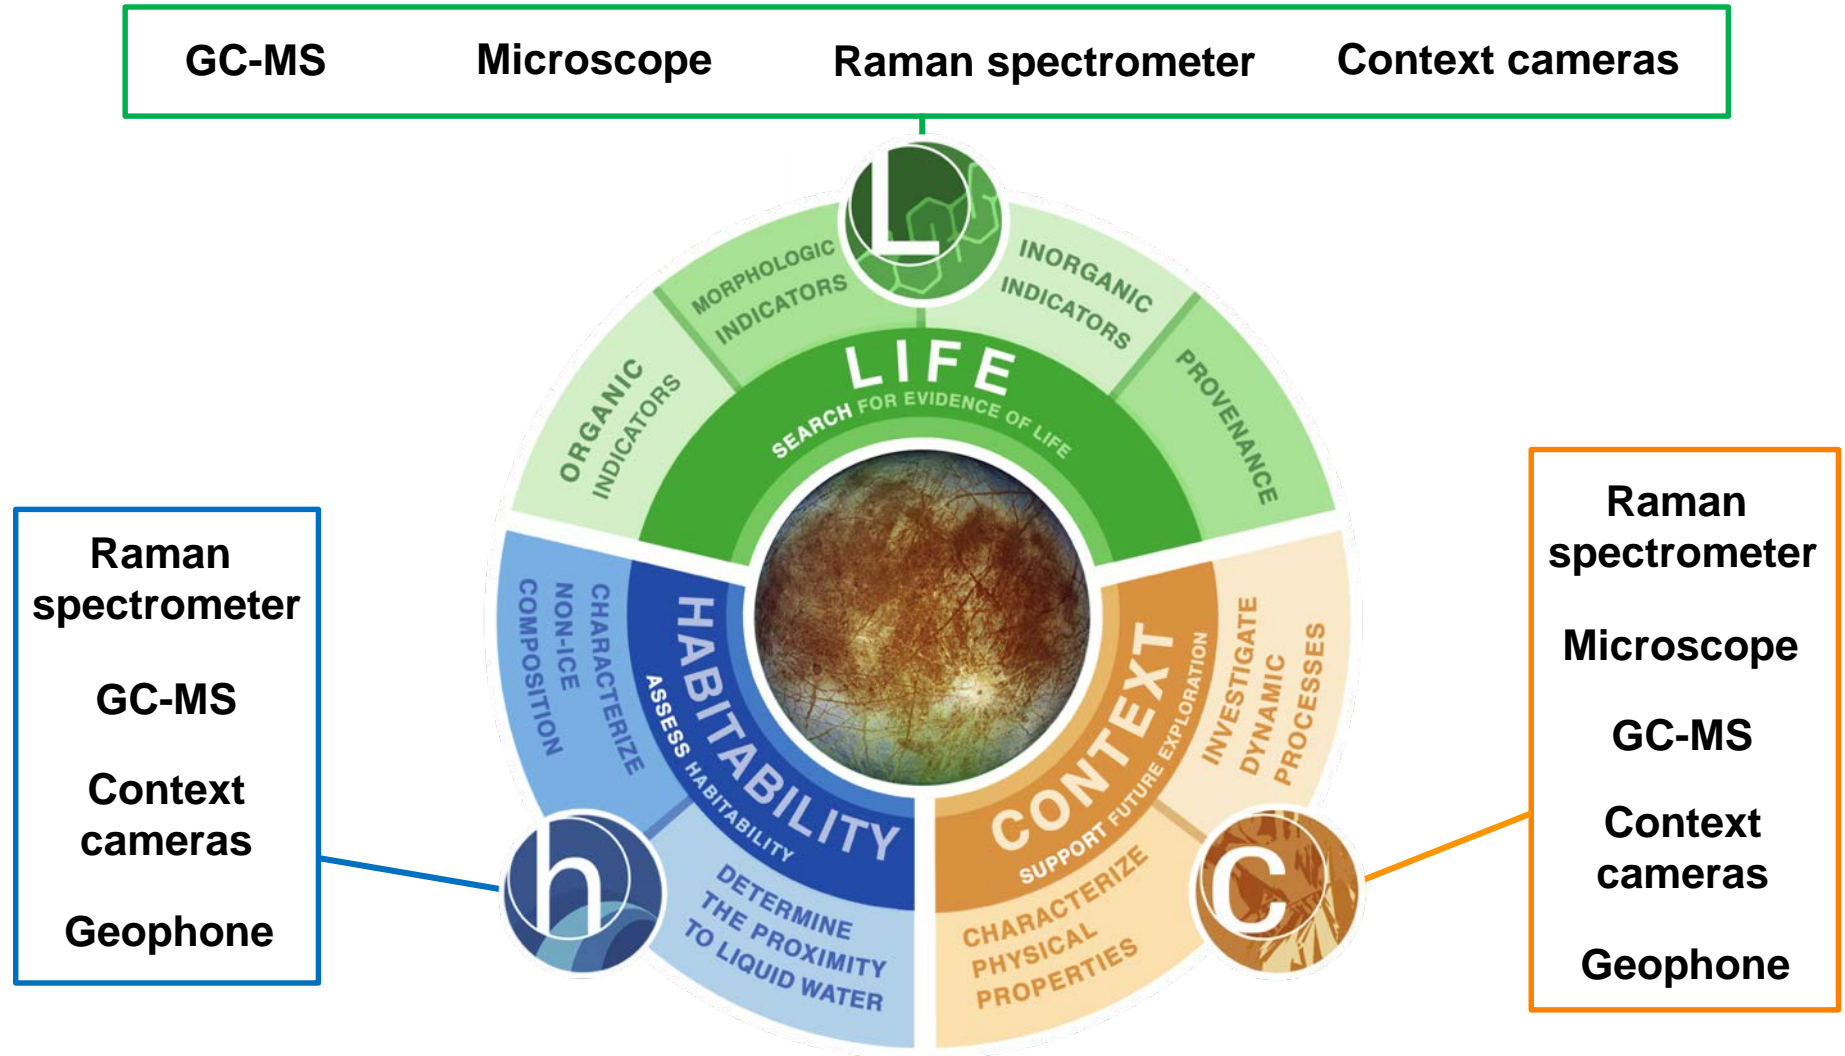 GC-MS Microscope Raman spectrometer Context cameras
L
MORPHOLOGIC
INDICATORS
INORGANIC
INDICATORS
ORGANIC
INDICATORS
PROVENANCE
LIFE
SEARCH FOR EVIDENCE OF LIFE
Raman
spectrometer
GC-MS
Context
cameras
Geophone
CHARACTERIZE
NON-ICE
COMPOSITION
HABITABILITY
ASSESS HABITABILITY
h
DETERMINE
THE PROXIMITY
TO LIQUID WATER
CONTEXT
SUPPORT FUTURE EXPLORATION
INVESTIGATE
DYNAMIC
PROCESSES
CHARACTERIZE
PHYSICAL
PROPERTIES
C
Raman
spectrometer
Microscope
GC-MS
Context
cameras
Geophone